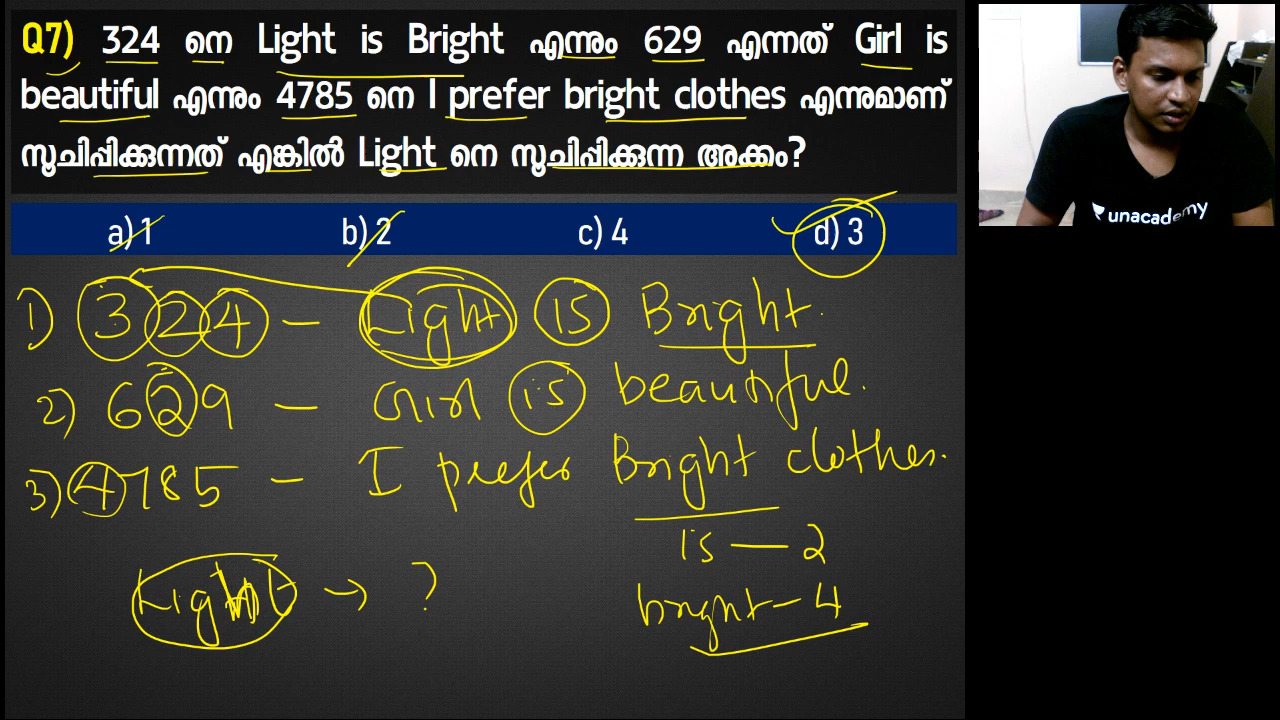 Q7) 324 നെ Light is Bright എന്നും 629 എന്നത് Girl is
beautiful എന്നും 4785 നെ I prefer bright clothes എന്നുമാണ്
സൂചിപ്പിക്കുന്നത് എങ്കിൽ Light നെ സൂചിപ്പിക്കുന്ന അക്കം?
a) 1 b) 2 c) 4 d) 3
1) 324 – Light is Bright.
2) 629 – Girl is beautiful.
3) 4785 – I prefer Bright clothes.
is — 2
Light → ?
bright – 4
unacademy